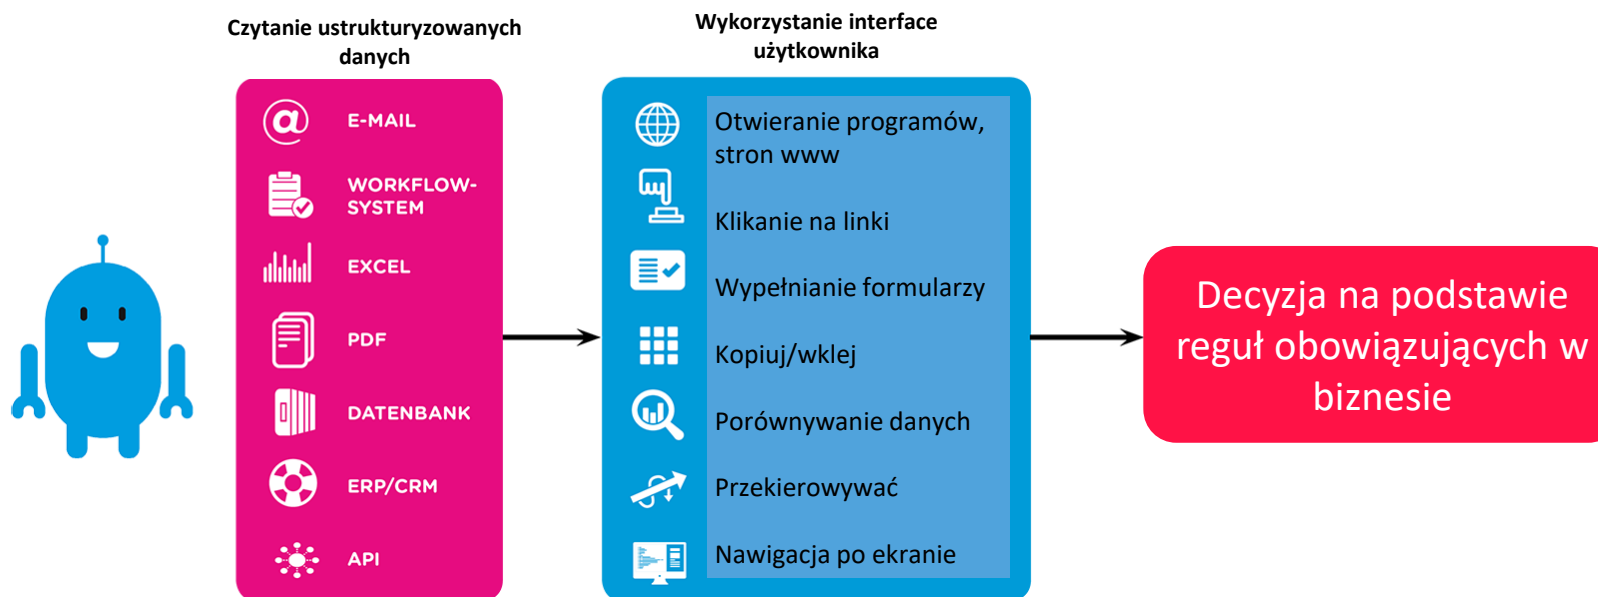 Czytanie ustrukturyzowanych
danych
E-MAIL
WORKFLOW-
SYSTEM
EXCEL
PDF
DATENBANK
ERP/CRM
API
Wykorzystanie interface
użytkownika
Otwieranie programów,
stron www
Klikanie na linki
Wypełnianie formularzy
Kopiuj/wklej
Porównywanie danych
Przekierowywać
Nawigacja po ekranie
Decyzja na podstawie
reguł obowiązujących w
biznesie